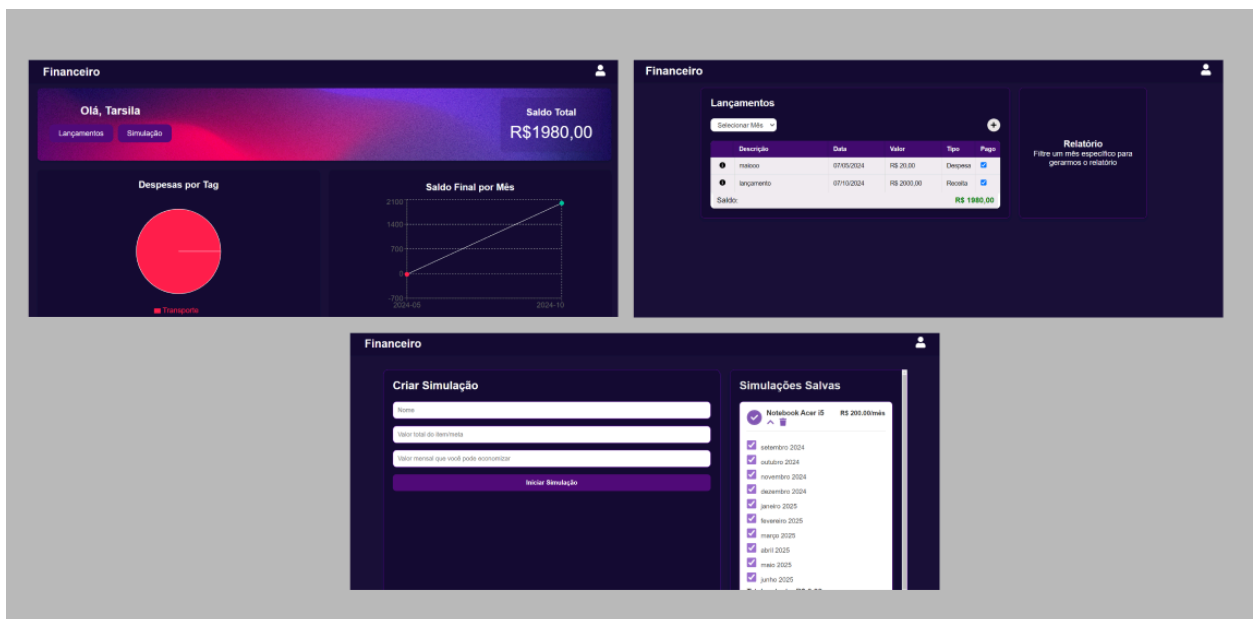 Financeiro
Olá, Tarsila
Lançamentos Simulação
Saldo Total
R$1980,00
Despesas por Tag
Transporte
Saldo Final por Mês
2100
1400
700
0
-700
2024-05 2024-10
Financeiro
Lançamentos
Selecionar Mês
Descrição Data Valor Tipo Pago
07/05/2024 R$ 20,00 Despesa
lançamento 07/10/2024 R$ 2000,00 Receita
Saldo: R$ 1980,00
Relatório
Filtre um mês específico para
gerarmos o relatório
Financeiro
Criar Simulação
Nome
Valor total do item/meta
Valor mensal que você pode economizar
Iniciar Simulação
Simulações Salvas
Notebook Acer i5 R$ 200.00/mês
setembro 2024
outubro 2024
novembro 2024
dezembro 2024
janeiro 2025
fevereiro 2025
março 2025
abril 2025
maio 2025
junho 2025